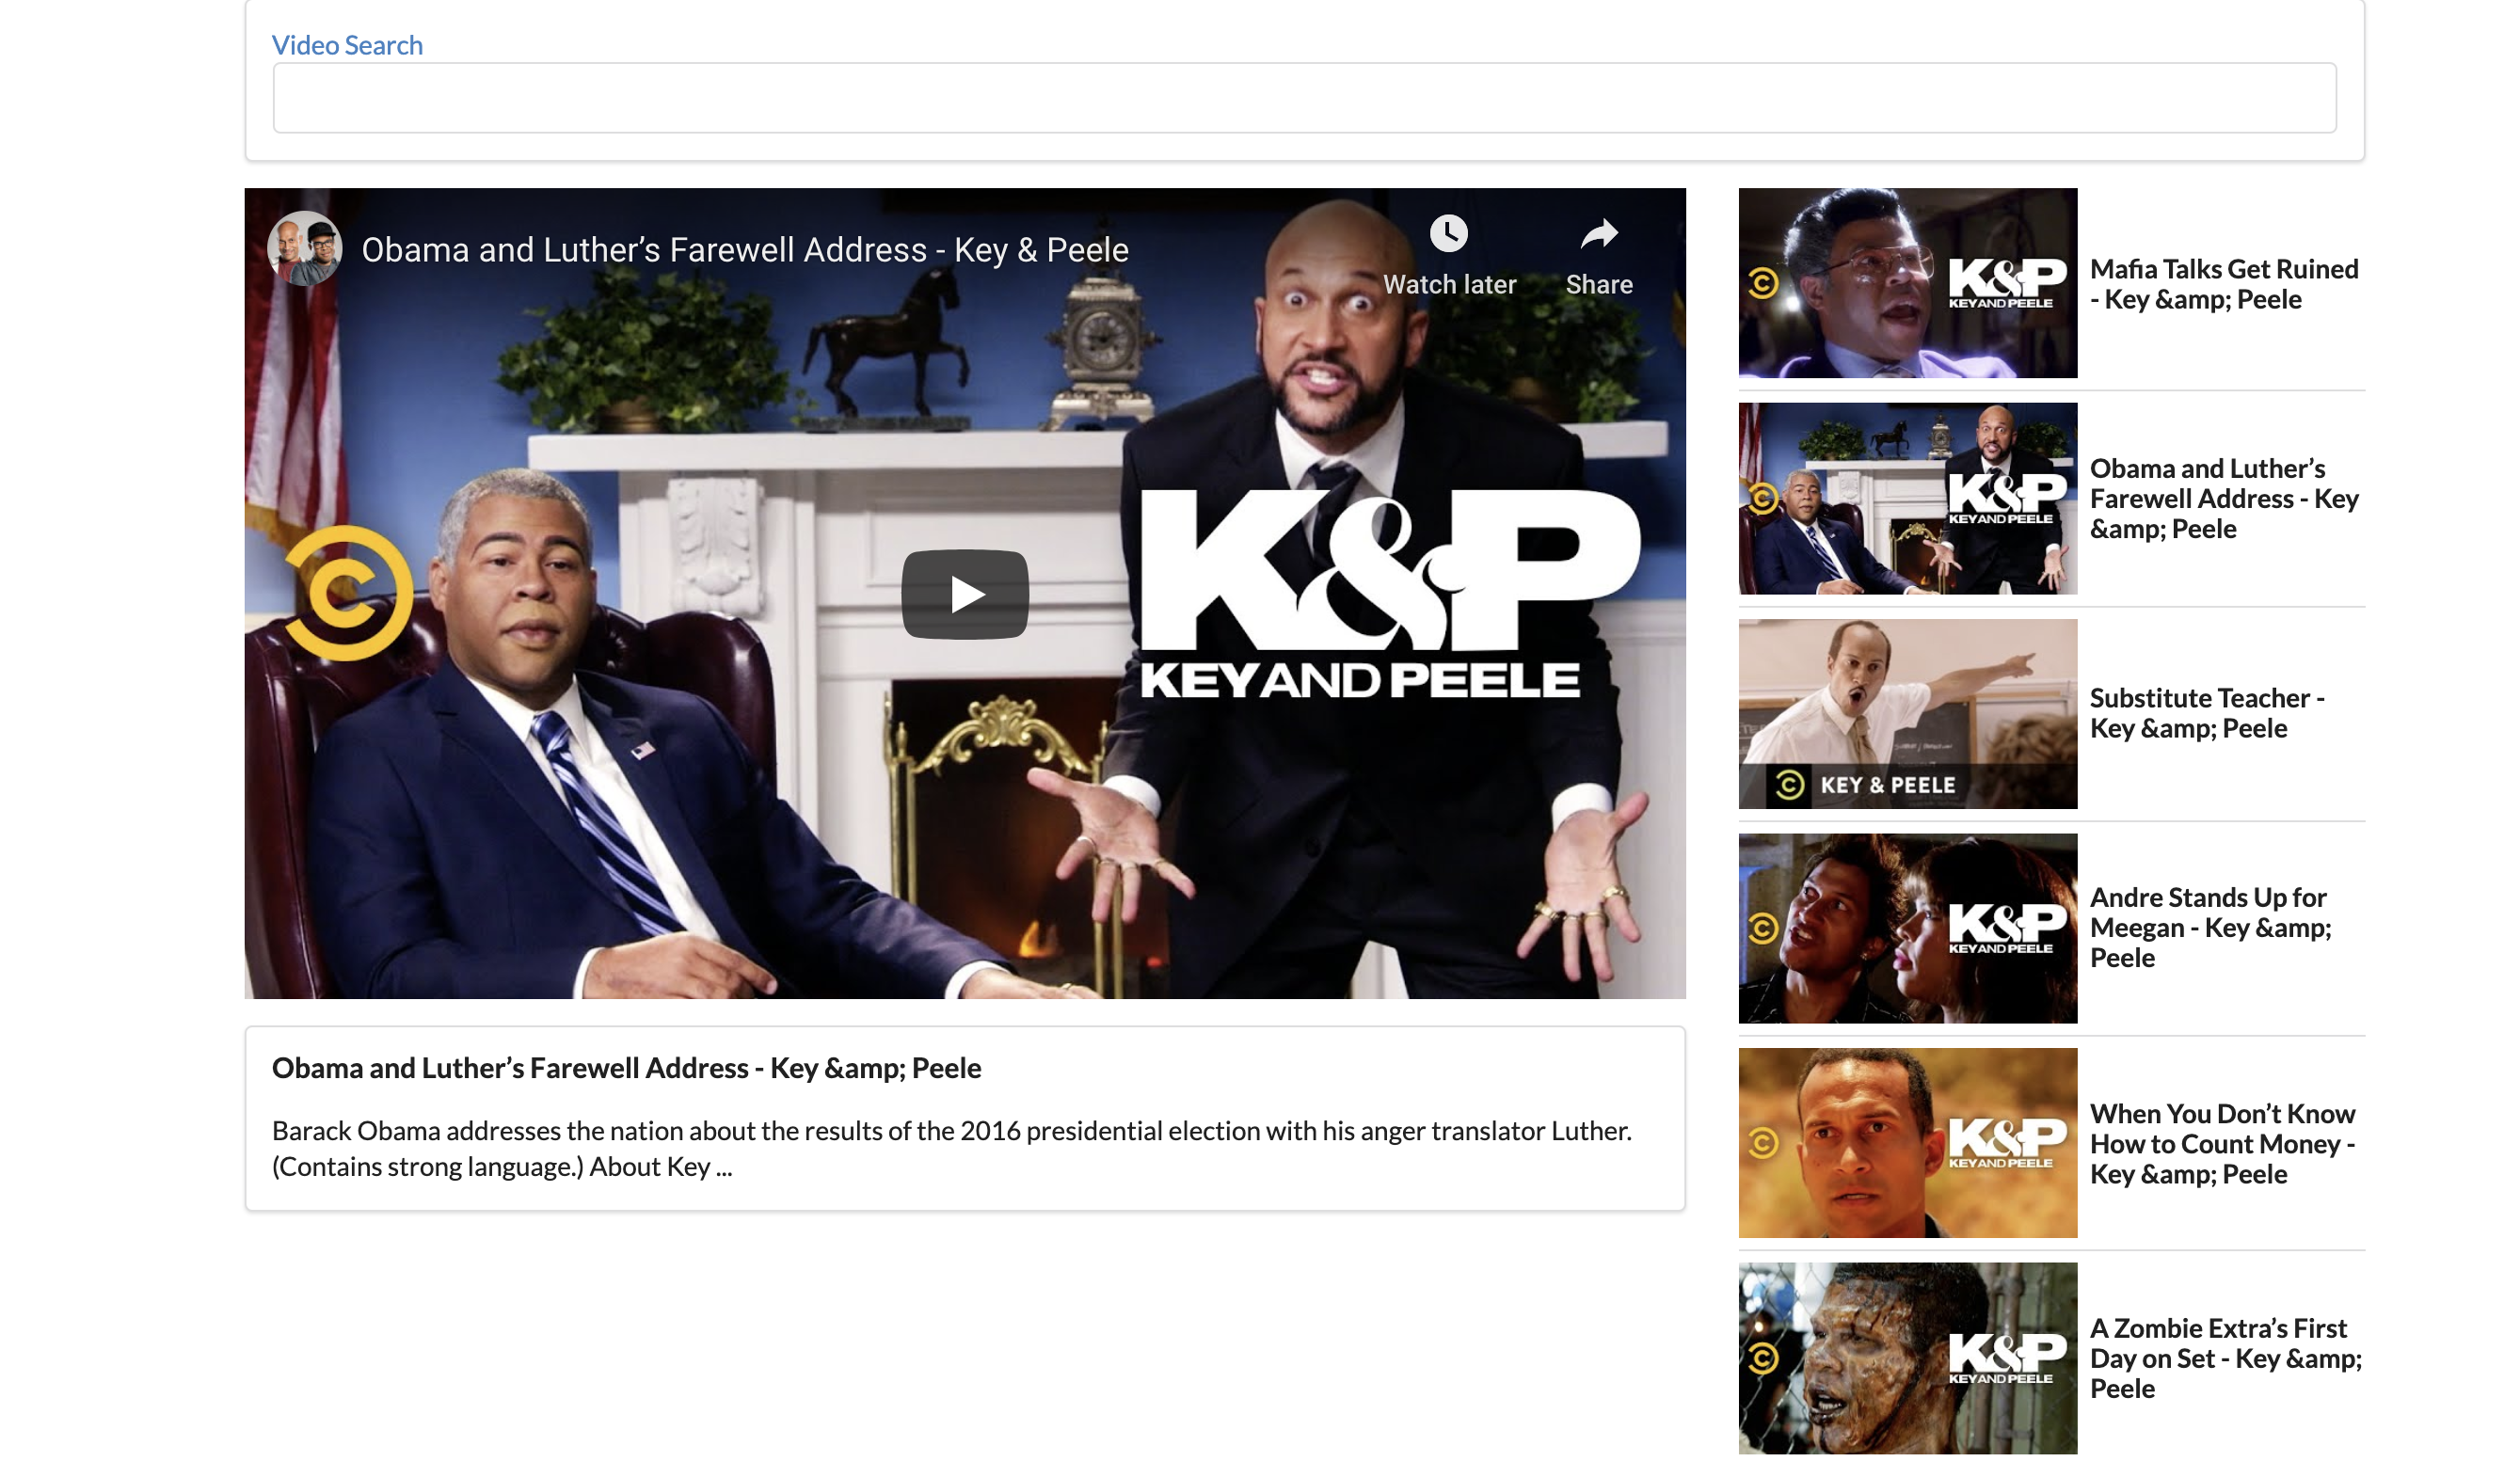 Video Search
Obama and Luther’s Farewell Address - Key & Peele
Watch later
Share
K&P
KEY AND PEELE
Obama and Luther’s Farewell Address - Key &amp; Peele
Barack Obama addresses the nation about the results of the 2016 presidential election with his anger translator Luther.
(Contains strong language.) About Key ...
K&P
KEY AND PEELE
Mafia Talks Get Ruined
- Key &amp; Peele
K&P
KEY AND PEELE
Obama and Luther’s
Farewell Address - Key
&amp; Peele
KEY & PEELE
Substitute Teacher -
Key &amp; Peele
K&P
KEY AND PEELE
Andre Stands Up for
Meegan - Key &amp;
Peele
K&P
KEY AND PEELE
When You Don’t Know
How to Count Money -
Key &amp; Peele
K&P
KEY AND PEELE
A Zombie Extra’s First
Day on Set - Key &amp;
Peele